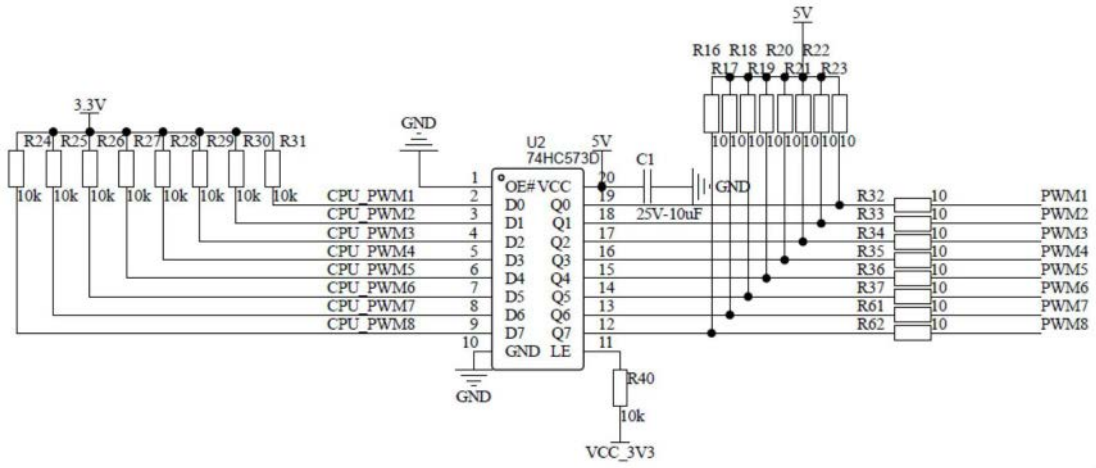 5V
R16 R18 R20 R22
R17 R19 R21 R23
3.3V
R24 R25 R26 R27 R28 R29 R30 R31
10k 10k 10k 10k 10k 10k 10k 10k
10 10 10 10 10 10 10 10
GND
U2
74HC573D
5V
C1
25V-10uF
GND
1 OE# VCC 20
CPU_PWM1 2 D0 Q0 19 R32 10 PWM1
CPU_PWM2 3 D1 Q1 18 R33 10 PWM2
CPU_PWM3 4 D2 Q2 17 R34 10 PWM3
CPU_PWM4 5 D3 Q3 16 R35 10 PWM4
CPU_PWM5 6 D4 Q4 15 R36 10 PWM5
CPU_PWM6 7 D5 Q5 14 R37 10 PWM6
CPU_PWM7 8 D6 Q6 13 R61 10 PWM7
CPU_PWM8 9 D7 Q7 12 R62 10 PWM8
10 GND LE 11
GND
R40
10k
VCC_3V3